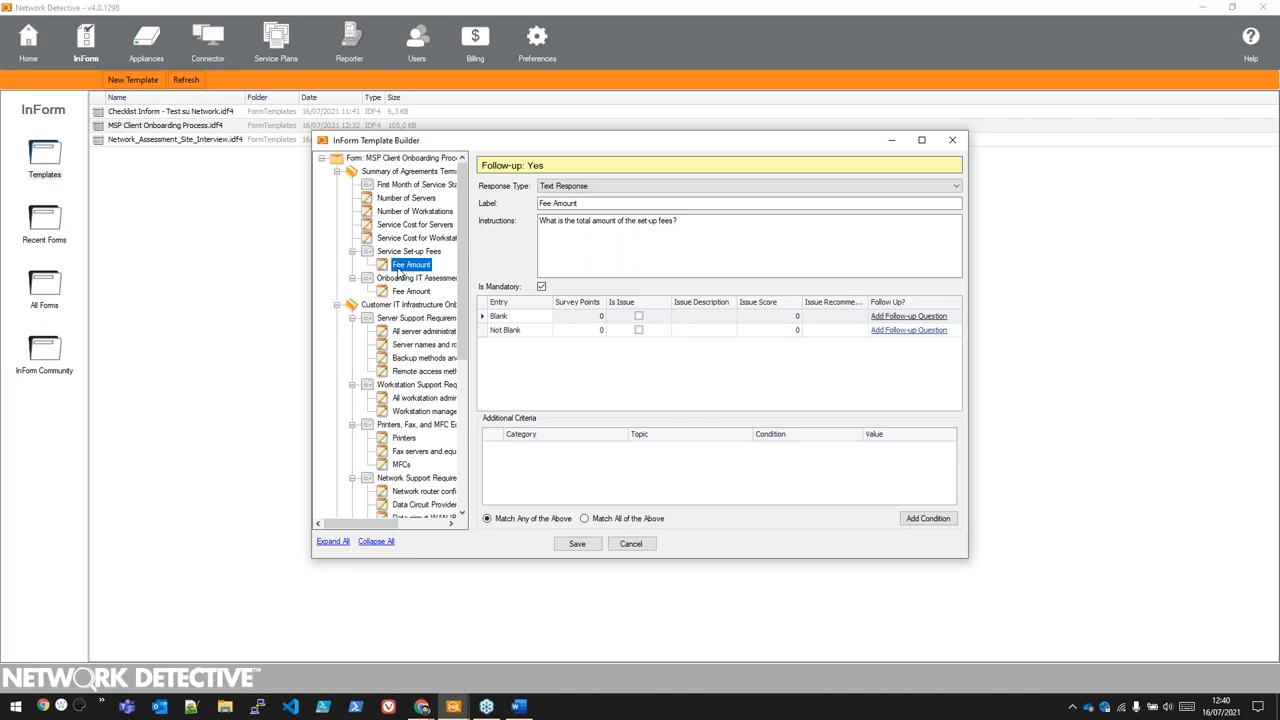 Network Detective - v4.0.1298
Home
InForm
Appliances
Connector
Service Plans
Reporter
Users
$
Billing
Preferences
?
Help
New Template
Refresh
InForm
Templates
Recent Forms
All Forms
InForm Community
Name Folder Date Type Size
Checklist Inform - Test su Network.idf4 FormTemplates 16/07/2021 11:41 IDF4 6,3 KB
MSP Client Onboarding Process.idf4 FormTemplates 16/07/2021 12:32 IDF4 105,0 KB
Network_Assessment_Site_Interview.idf4 FormTemplates
InForm Template Builder
Form: MSP Client Onboarding Proc
Summary of Agreements Term
First Month of Service Sta
Number of Servers
Number of Workstations
Service Cost for Servers
Service Cost for Workstat
Service Set-up Fees
Fee Amount
Onboarding IT Assessme
Fee Amount
Customer IT Infrastructure Onb
Server Support Requirem
All server administrat
Server names and ro
Backup methods and
Remote access meth
Workstation Support Req
All workstation admir
Workstation manage
Printers, Fax, and MFC Ec
Printers
Fax servers and equ
MFCs
Network Support Require
Network router confi
Data Circuit Provider
Expand All Collapse All
Follow-up: Yes
Response Type: Text Response
Label: Fee Amount
Instructions: What is the total amount of the set-up fees?
Is Mandatory:
Entry Survey Points Is Issue Issue Description Issue Score Issue Recomme... Follow Up?
Blank 0 0 Add Follow-up Question
Not Blank 0 0 Add Follow-up Question
Additional Criteria
Category Topic Condition Value
Match Any of the Above Match All of the Above Add Condition
Save Cancel
NETWORK DETECTIVE™
12:40
16/07/2021